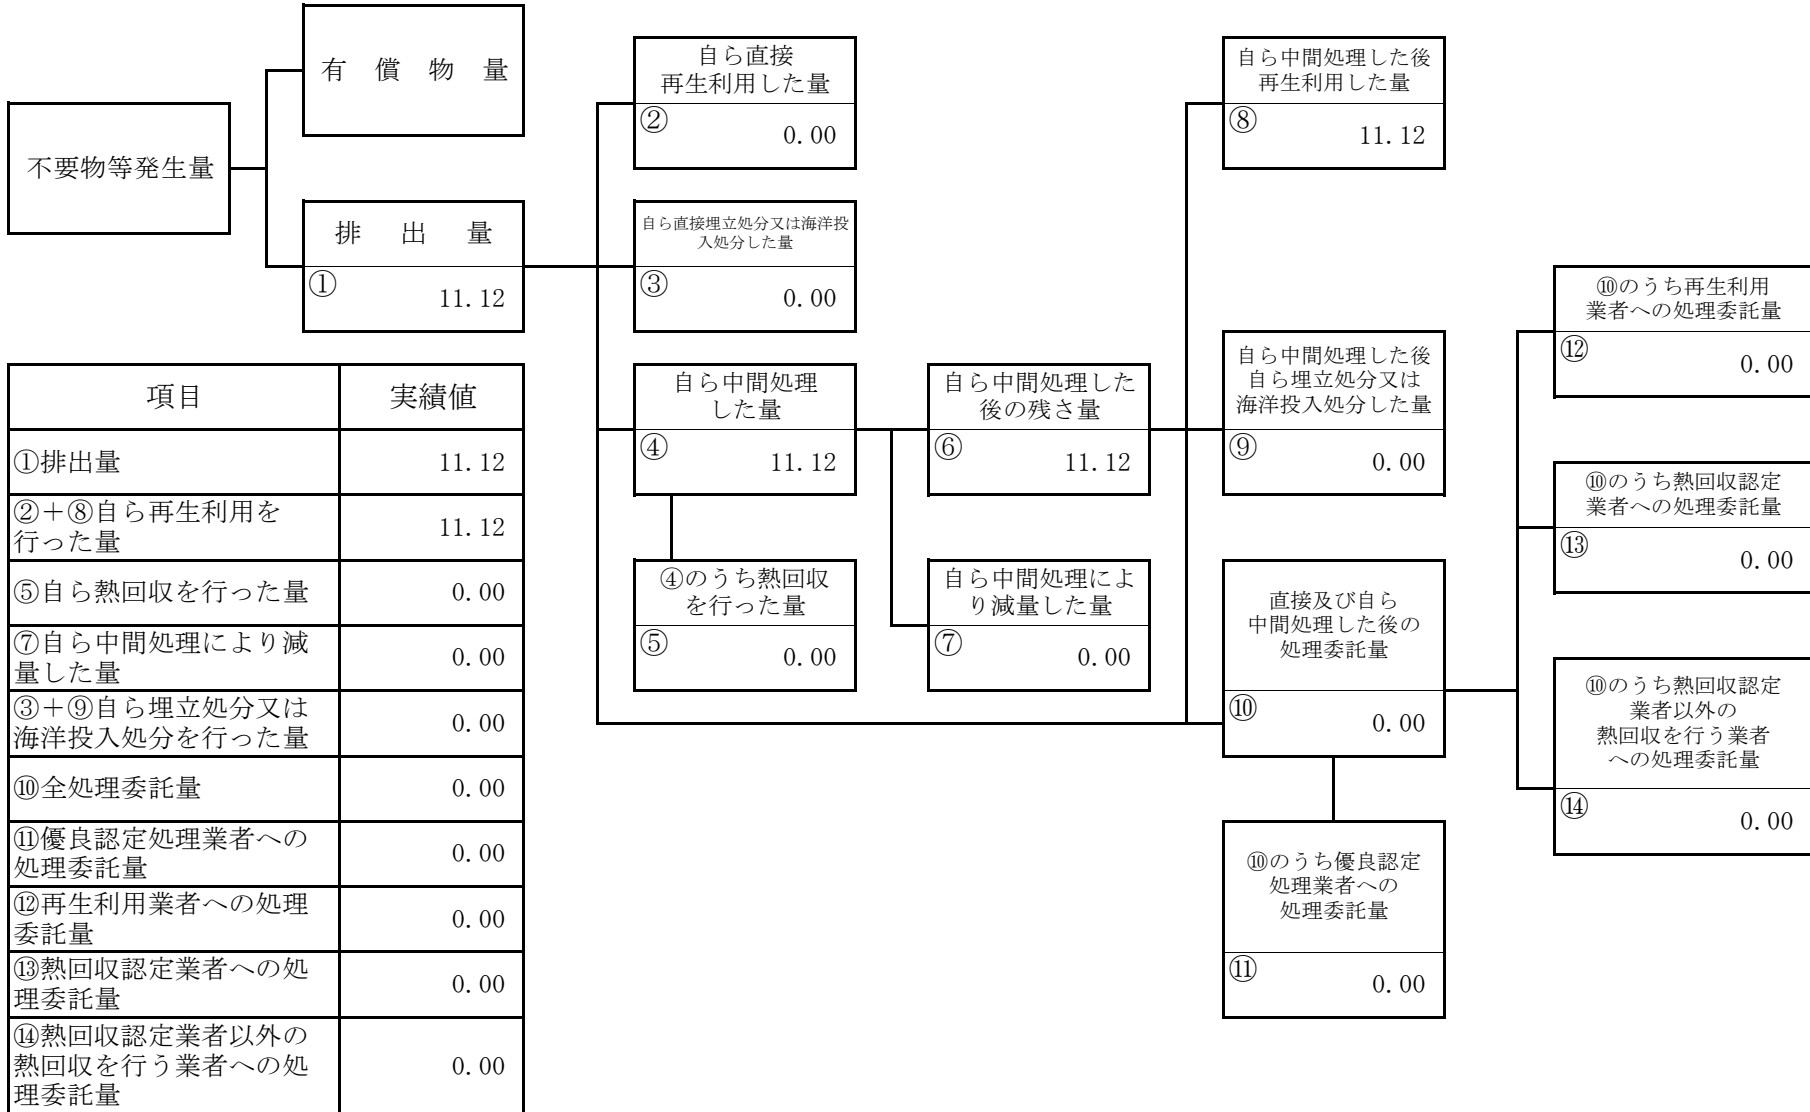 不要物等発生量
有 償 物 量
排 出 量
①
11.12
自ら直接
再生利用した量
②
0.00
自ら直接埋立処分又は海洋投
入処分した量
③
0.00
自ら中間処理
した量
④
11.12
④のうち熱回収
を行った量
⑤
0.00
自ら中間処理した
後の残さ量
⑥
11.12
自ら中間処理によ
り減量した量
⑦
0.00
自ら中間処理した後
再生利用した量
⑧
11.12
自ら中間処理した後
自ら埋立処分又は
海洋投入処分した量
⑨
0.00
直接及び自ら
中間処理した後の
処理委託量
⑩
0.00
⑩のうち優良認定
処理業者への
処理委託量
⑪
0.00
⑩のうち再生利用
業者への処理委託量
⑫
0.00
⑩のうち熱回収認定
業者への処理委託量
⑬
0.00
⑩のうち熱回収認定
業者以外の
熱回収を行う業者
への処理委託量
⑭
0.00
項目 実績値
①排出量 11.12
②+⑧自ら再生利用を
行った量 11.12
⑤自ら熱回収を行った量 0.00
⑦自ら中間処理により減
量した量 0.00
③+⑨自ら埋立処分又は
海洋投入処分を行った量 0.00
⑩全処理委託量 0.00
⑪優良認定処理業者への
処理委託量 0.00
⑫再生利用業者への処理
委託量 0.00
⑬熱回収認定業者への処
理委託量 0.00
⑭熱回収認定業者以外の
熱回収を行う業者への処
理委託量 0.00